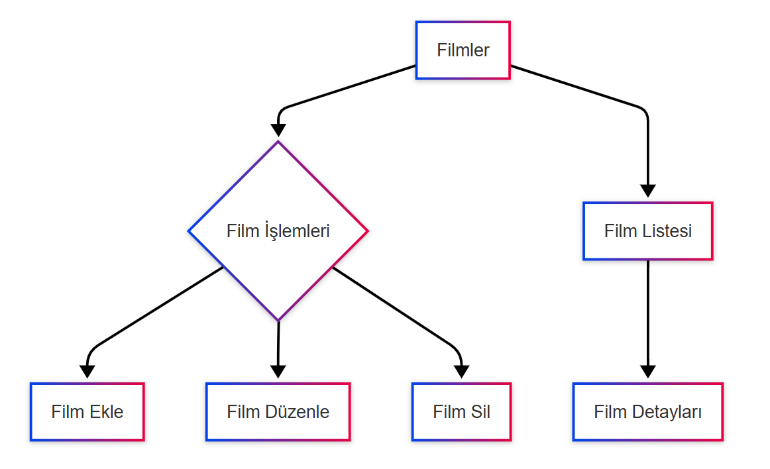 Filmler
Film İşlemleri
Film Listesi
Film Ekle
Film Düzenle
Film Sil
Film Detayları